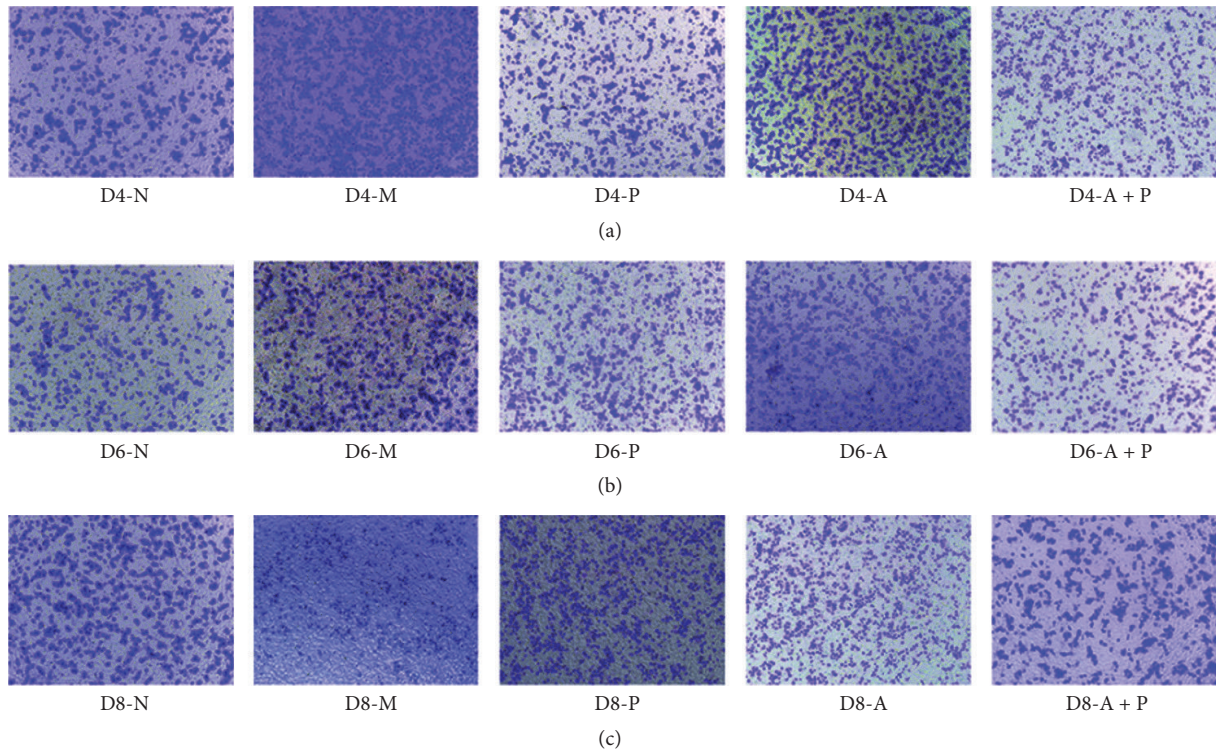 D4-N D4-M D4-P D4-A D4-A + P
(a)
D6-N D6-M D6-P D6-A D6-A + P
(b)
D8-N D8-M D8-P D8-A D8-A + P
(c)